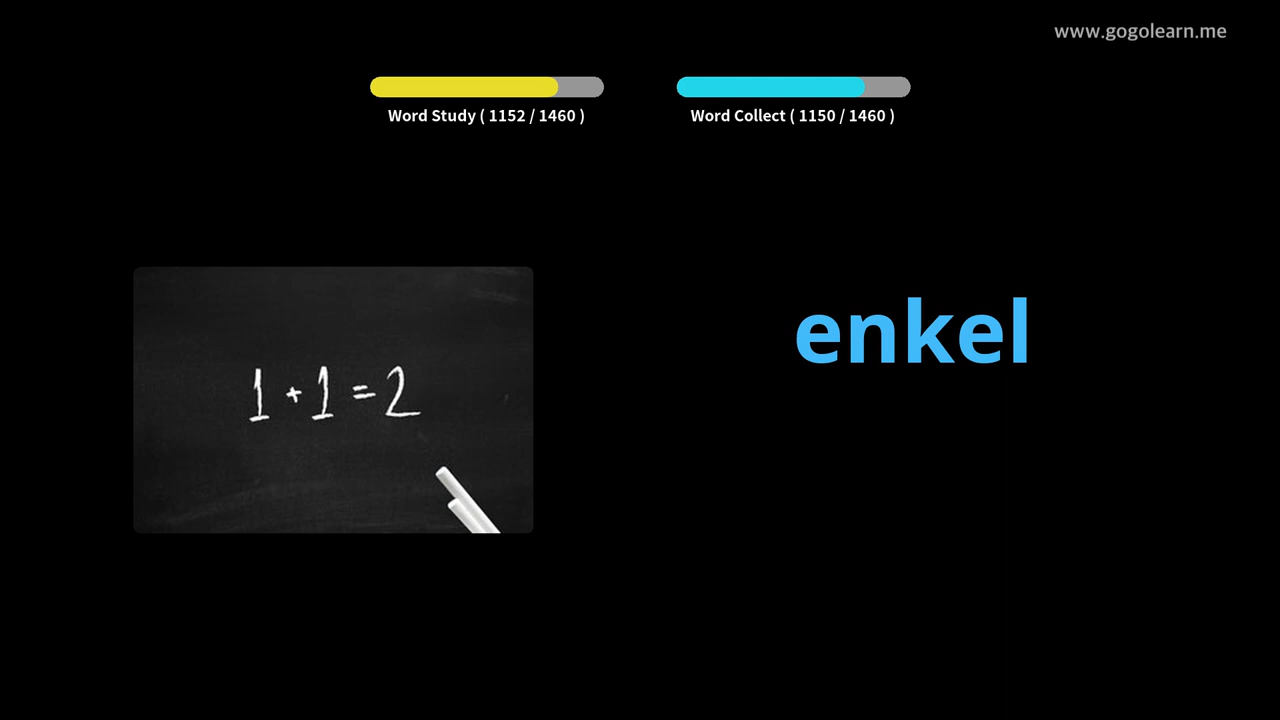 www.gogolearn.me
Word Study ( 1152 / 1460 )
Word Collect ( 1150 / 1460 )
enkel
1 + 1 = 2